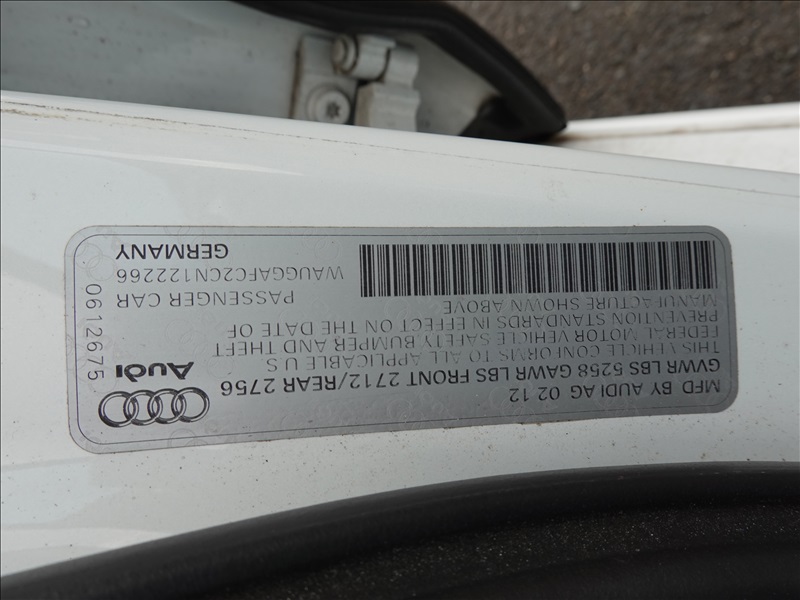 MFD BY AUDI AG 02 12
GVWR LBS 5258 GAWR LBS FRONT 2712/REAR 2756
THIS VEHICLE CONFORMS TO ALL APPLICABLE U S
FEDERAL MOTOR VEHICLE SAFETY BUMPER AND THEFT
PREVENTION STANDARDS IN EFFECT ON THE DATE OF
MANUFACTURE SHOWN ABOVE
PASSENGER CAR
WAUGGAFC2CN122266
GERMANY
Audi
0612675